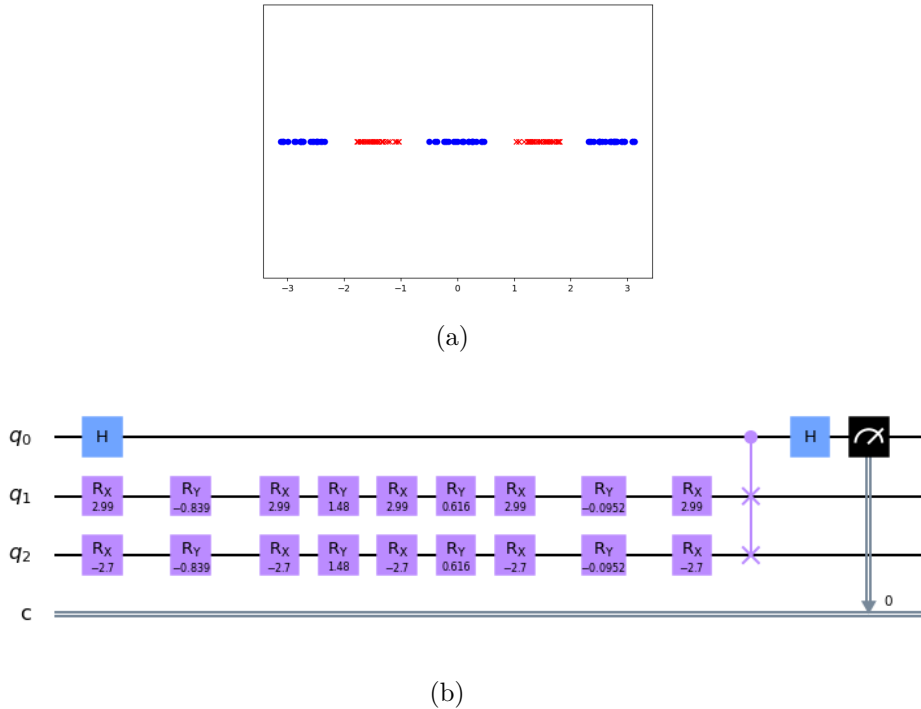 −3 −2 −1 0 1 2 3
(a)
q0 H H
q1 RX 2.99 RY −0.839 RX 2.99 RY 1.48 RX 2.99 RY 0.616 RX 2.99 RY −0.0952 RX 2.99
q2 RX −2.7 RY −0.839 RX −2.7 RY 1.48 RX −2.7 RY 0.616 RX −2.7 RY −0.0952 RX −2.7
c 0
(b)